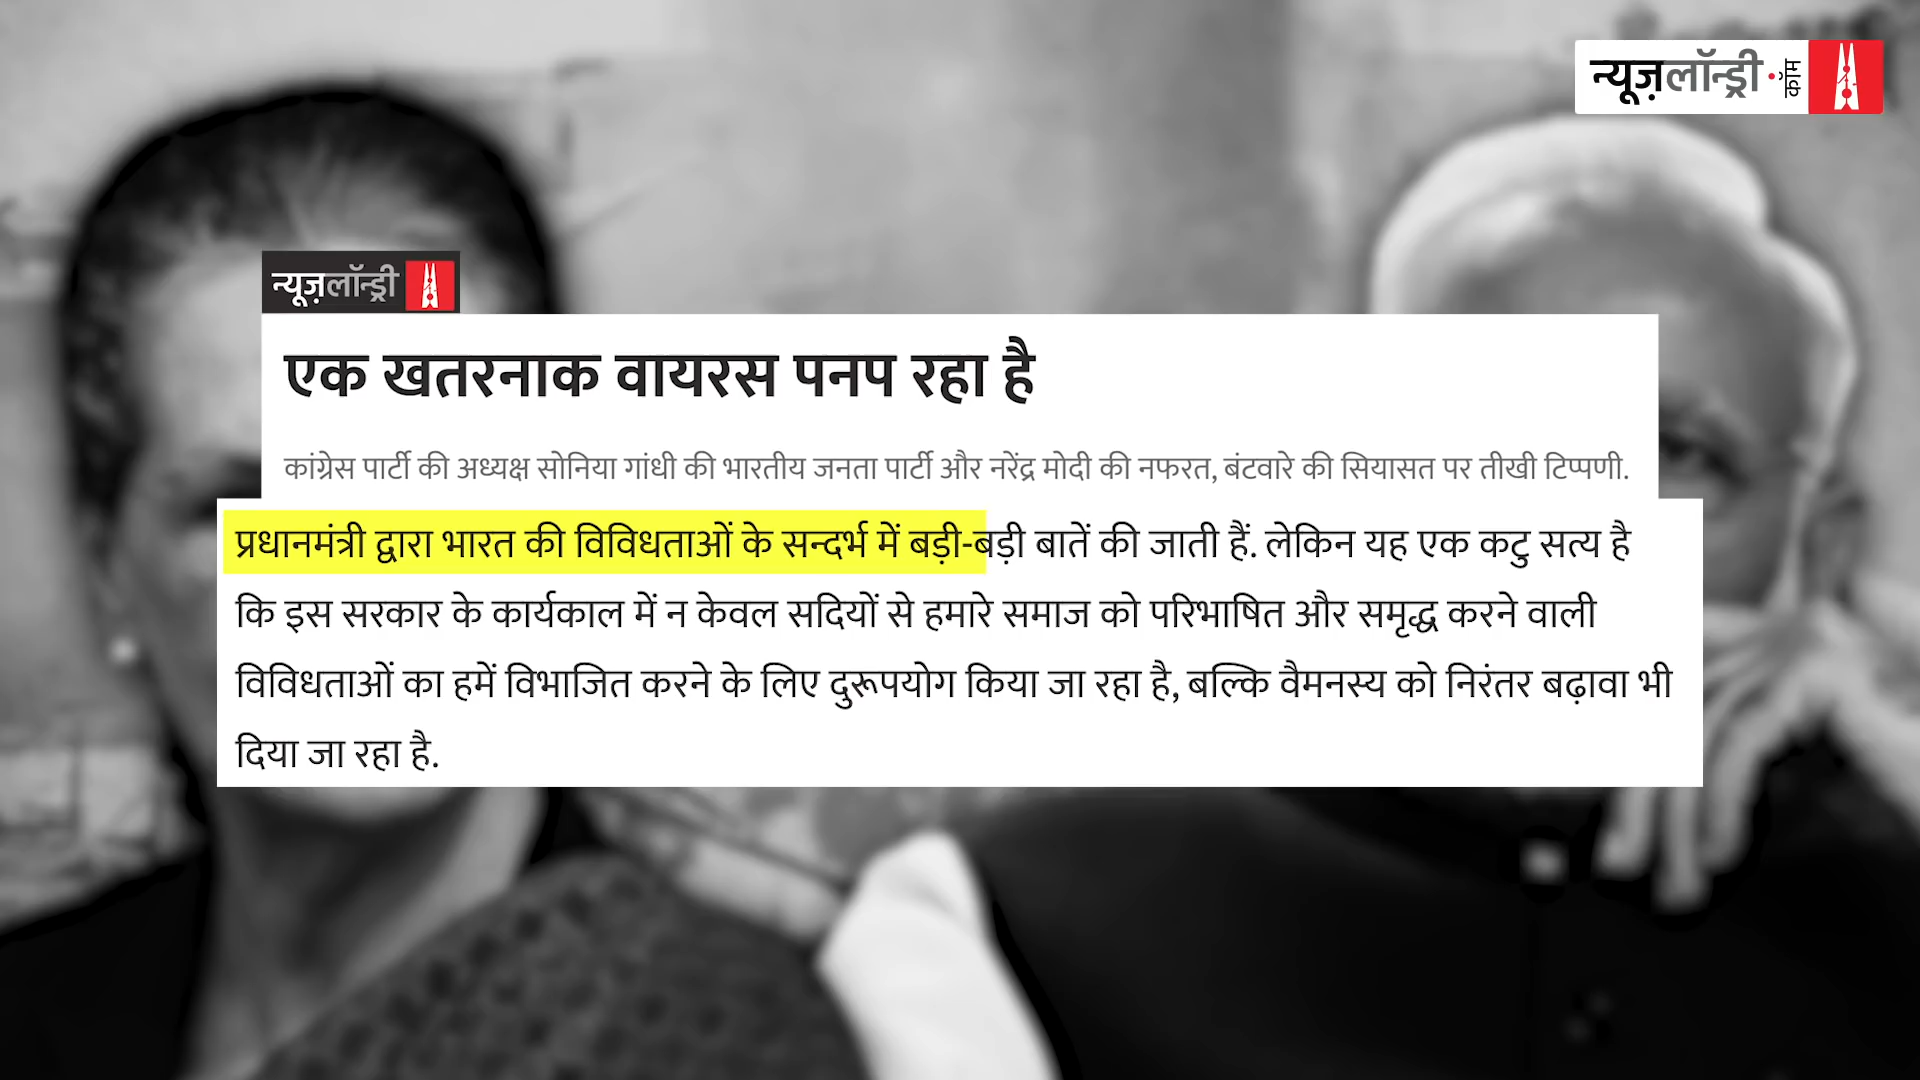 न्यूज़लॉन्ड्री.कॉम
न्यूज़लॉन्ड्री
एक खतरनाक वायरस पनप रहा है
कांग्रेस पार्टी की अध्यक्ष सोनिया गांधी की भारतीय जनता पार्टी और नरेंद्र मोदी की नफरत, बंटवारे की सियासत पर तीखी टिप्पणी.
प्रधानमंत्री द्वारा भारत की विविधताओं के सन्दर्भ में बड़ी-बड़ी बातें की जाती हैं. लेकिन यह एक कटु सत्य है
कि इस सरकार के कार्यकाल में न केवल सदियों से हमारे समाज को परिभाषित और समृद्ध करने वाली
विविधताओं का हमें विभाजित करने के लिए दुरूपयोग किया जा रहा है, बल्कि वैमनस्य को निरंतर बढ़ावा भी
दिया जा रहा है.